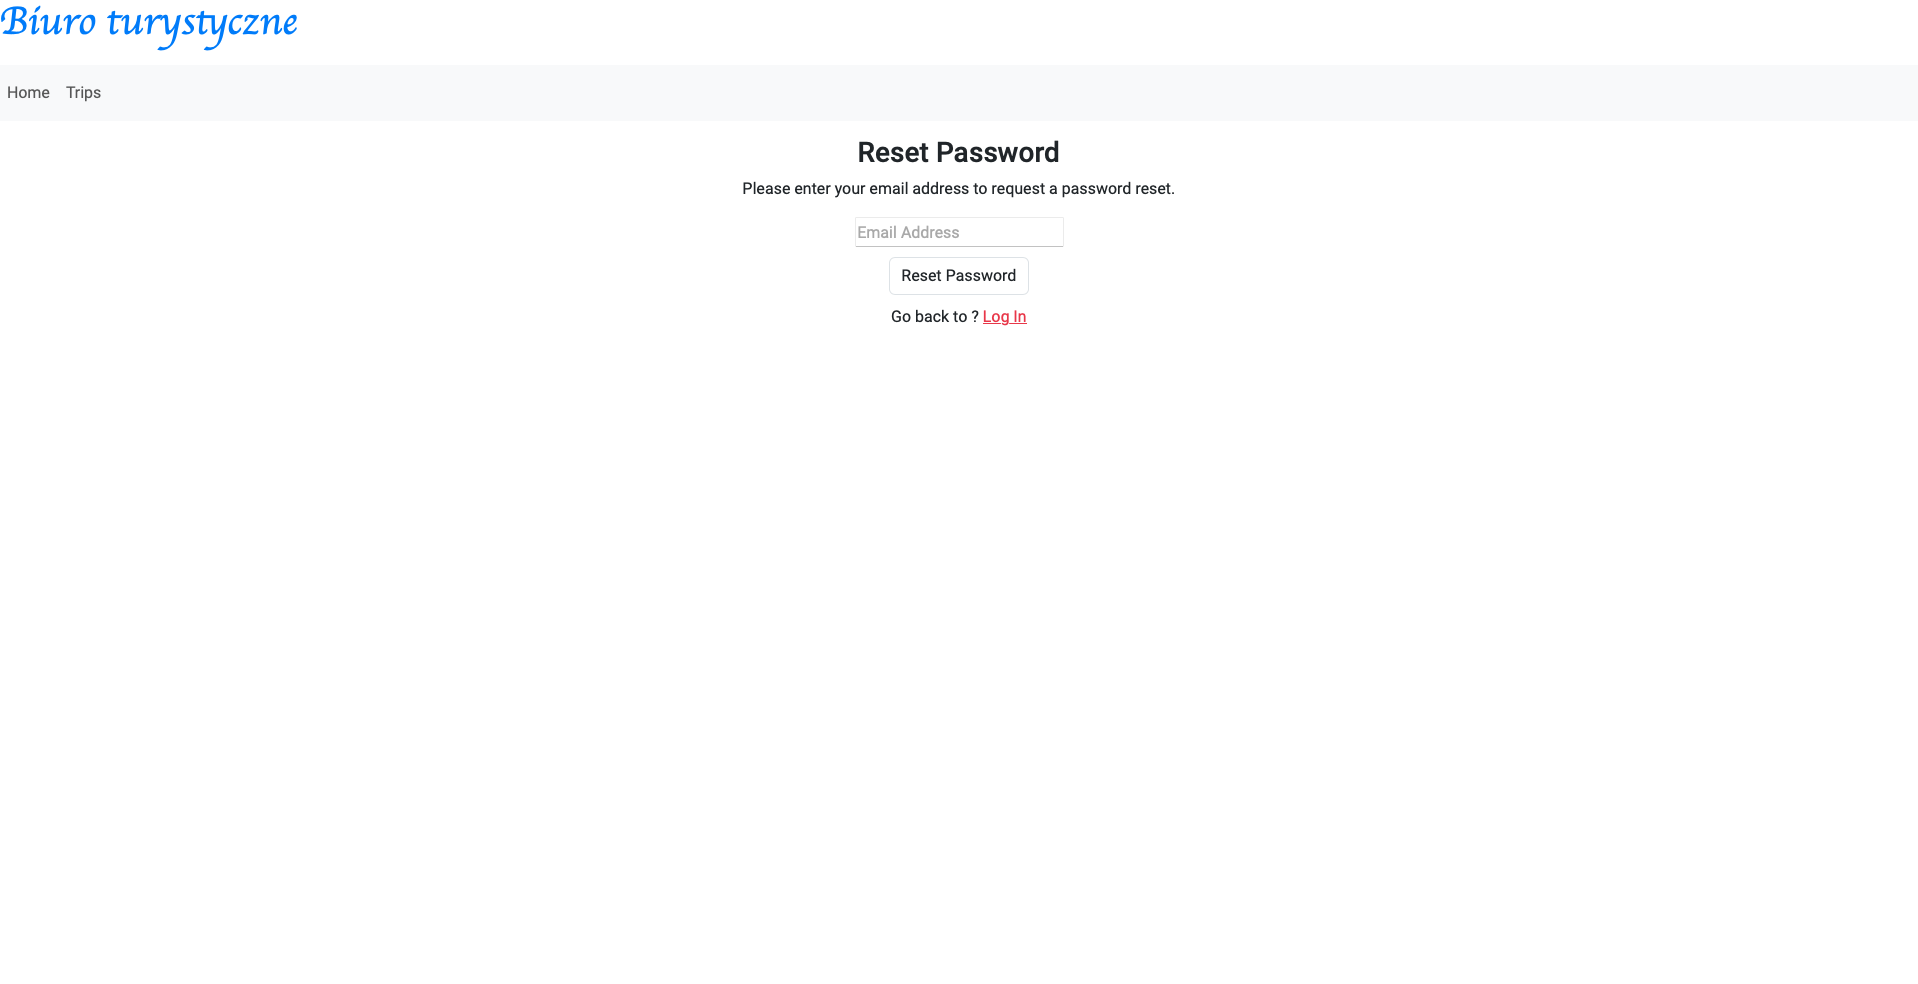 Biuro turystyczne
Home Trips
Reset Password
Please enter your email address to request a password reset.
Email Address
Reset Password
Go back to ? Log In